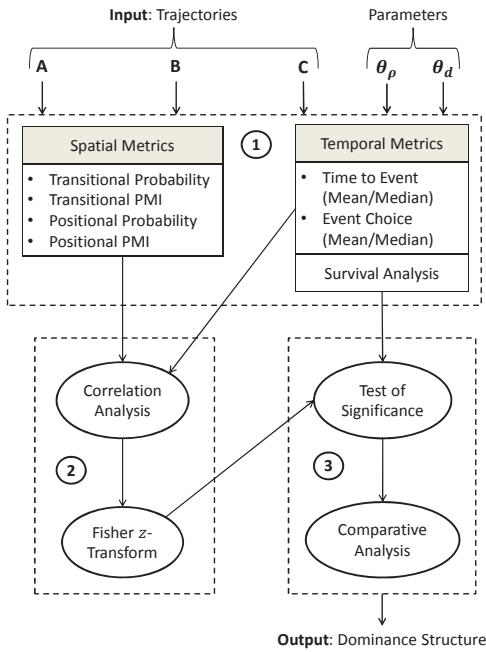 Input: Trajectories
Parameters
A
B
C
θρ
θd
1
Spatial Metrics
• Transitional Probability
• Transitional PMI
• Positional Probability
• Positional PMI
Temporal Metrics
• Time to Event
(Mean/Median)
• Event Choice
(Mean/Median)
Survival Analysis
Correlation
Analysis
2
Fisher z-
Transform
Test of
Significance
3
Comparative
Analysis
Output: Dominance Structure